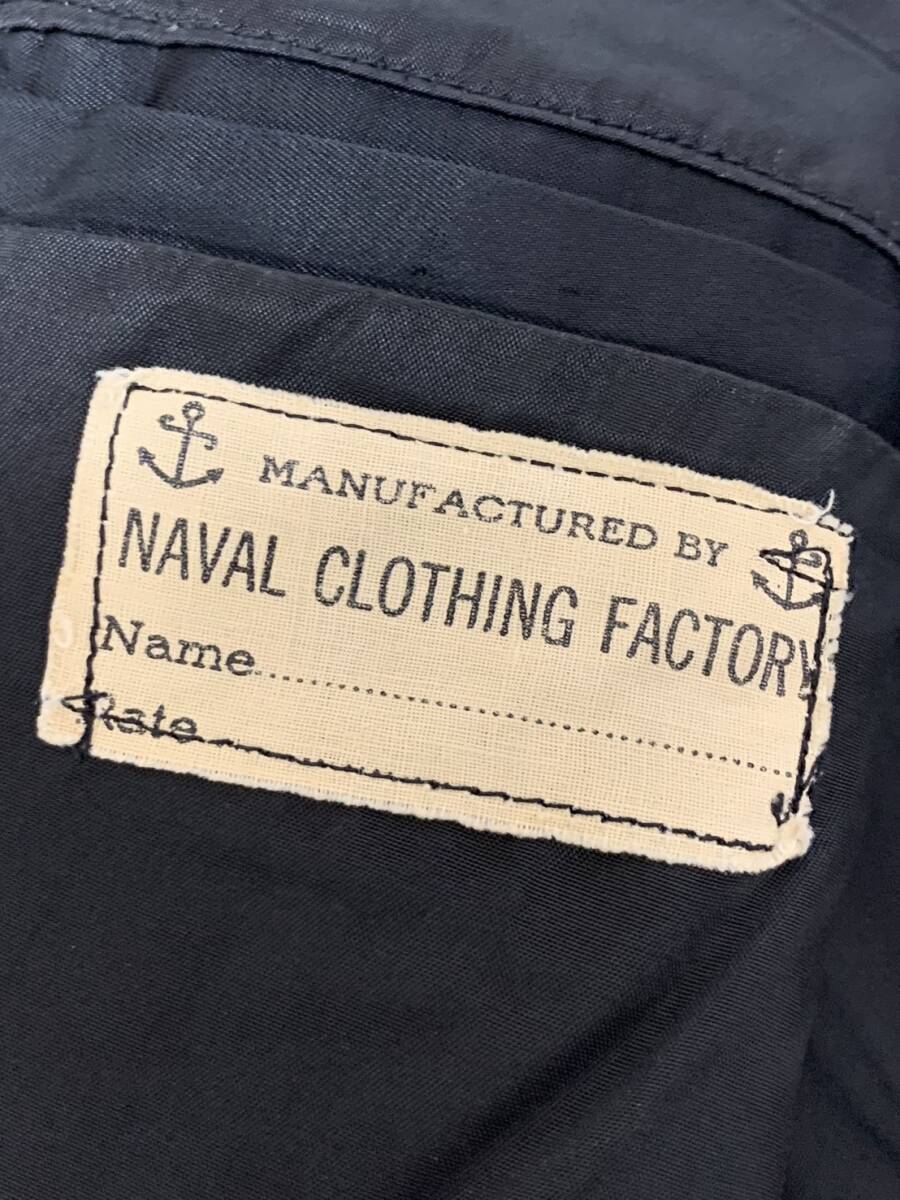 MANUFACTURED BY
NAVAL CLOTHING FACTORY
Name..............................
Rate..............................